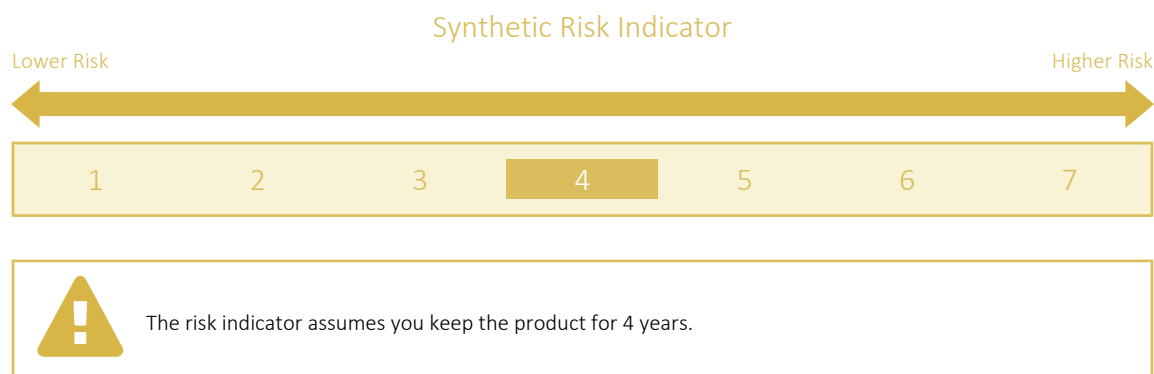 Synthetic Risk Indicator
Lower Risk Higher Risk
1 2 3 4 5 6 7
The risk indicator assumes you keep the product for 4 years.